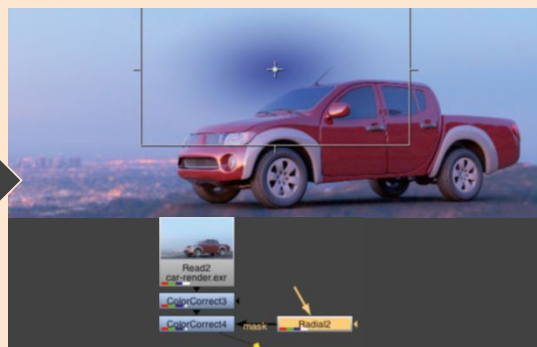 Read2
car-render.exr
ColorCorrect3
ColorCorrect4
mask
Radial2